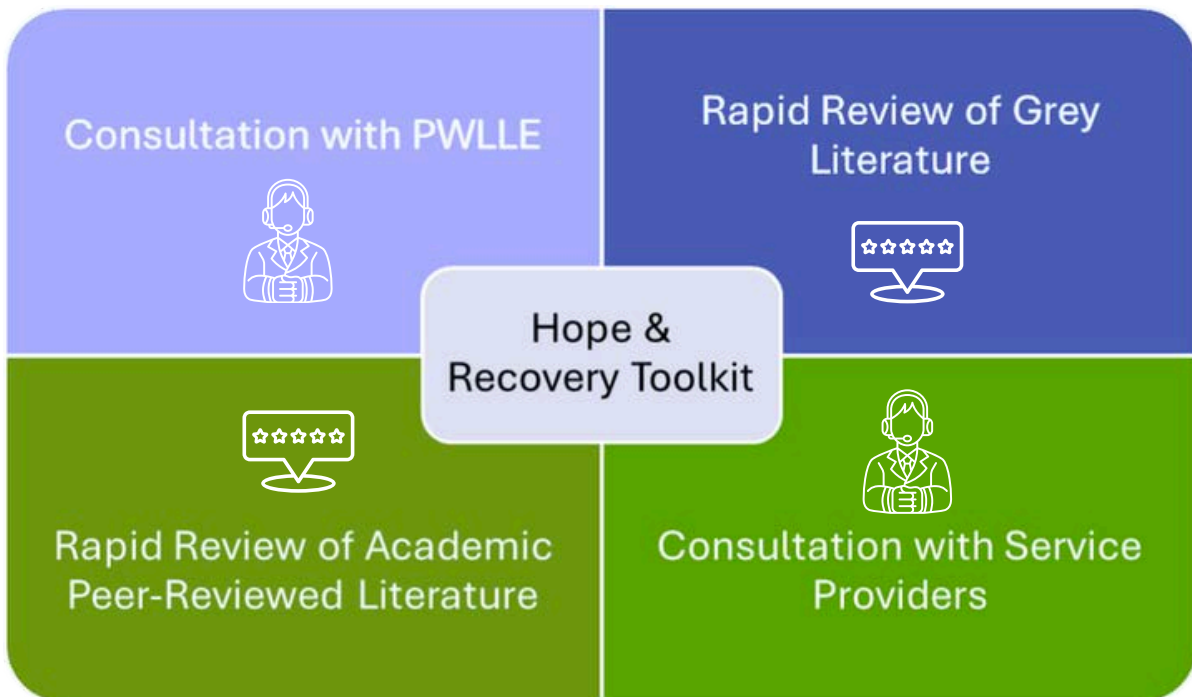 Consultation with PWLLE
Rapid Review of Grey
Literature
Hope &
Recovery Toolkit
Rapid Review of Academic
Peer-Reviewed Literature
Consultation with Service
Providers